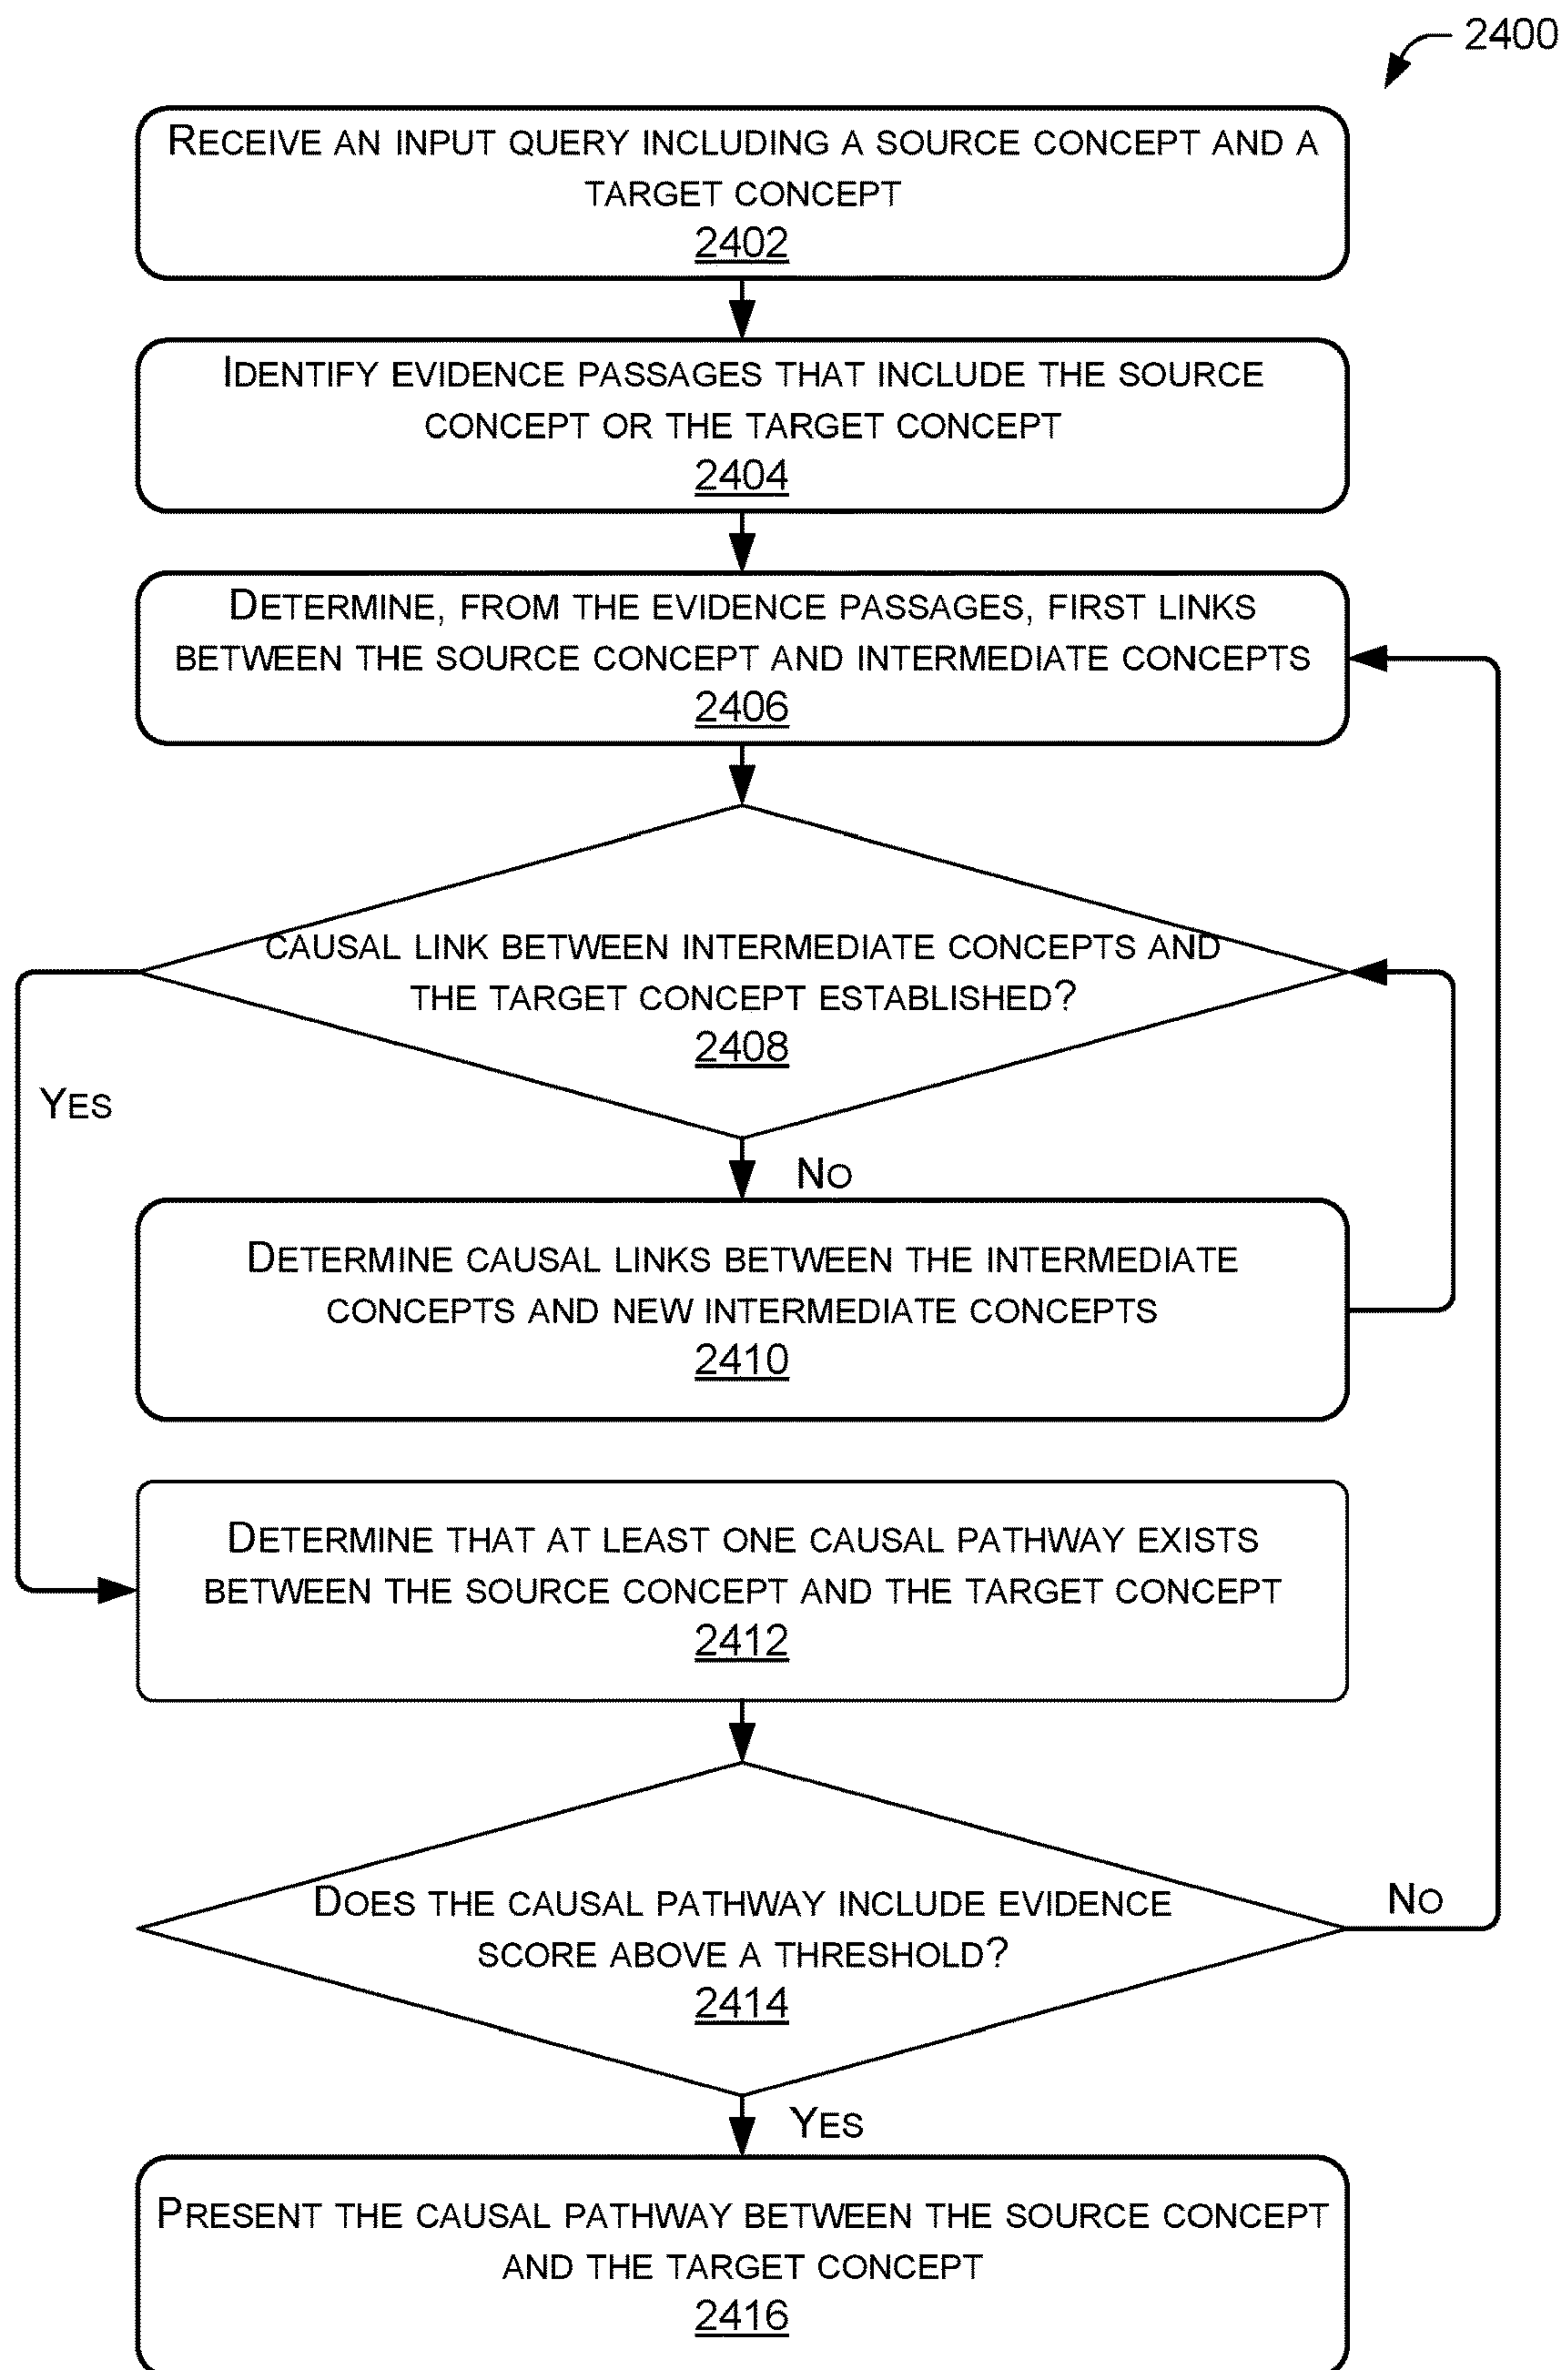 2400
RECEIVE AN INPUT QUERY INCLUDING A SOURCE CONCEPT AND A
TARGET CONCEPT
2402
IDENTIFY EVIDENCE PASSAGES THAT INCLUDE THE SOURCE
CONCEPT OR THE TARGET CONCEPT
2404
DETERMINE, FROM THE EVIDENCE PASSAGES, FIRST LINKS
BETWEEN THE SOURCE CONCEPT AND INTERMEDIATE CONCEPTS
2406
CAUSAL LINK BETWEEN INTERMEDIATE CONCEPTS AND
THE TARGET CONCEPT ESTABLISHED?
2408
YES
NO
DETERMINE CAUSAL LINKS BETWEEN THE INTERMEDIATE
CONCEPTS AND NEW INTERMEDIATE CONCEPTS
2410
DETERMINE THAT AT LEAST ONE CAUSAL PATHWAY EXISTS
BETWEEN THE SOURCE CONCEPT AND THE TARGET CONCEPT
2412
DOES THE CAUSAL PATHWAY INCLUDE EVIDENCE
SCORE ABOVE A THRESHOLD?
2414
NO
YES
PRESENT THE CAUSAL PATHWAY BETWEEN THE SOURCE CONCEPT
AND THE TARGET CONCEPT
2416